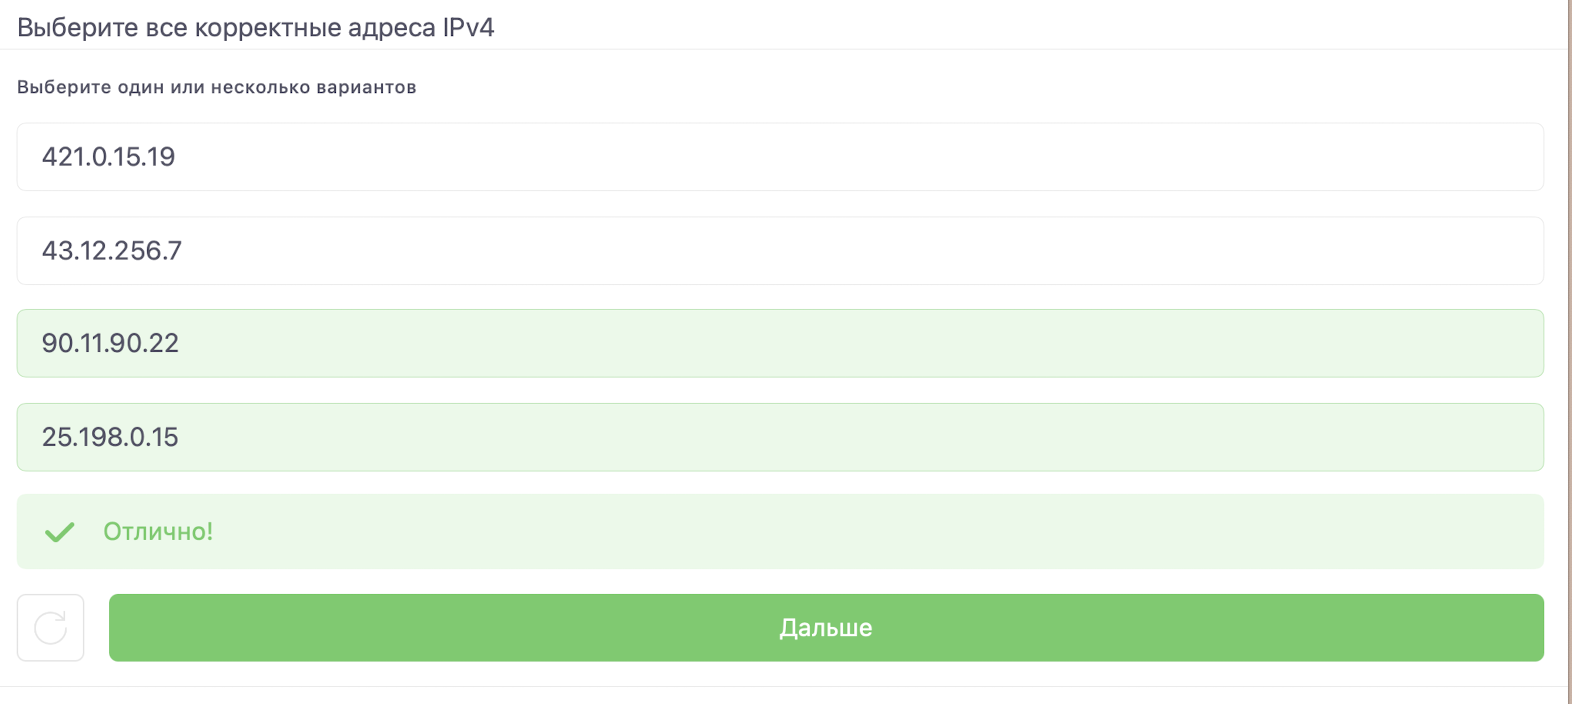 Выберите все корректные адреса IPv4
Выберите один или несколько вариантов
421.0.15.19
43.12.256.7
90.11.90.22
25.198.0.15
Отлично!
Дальше